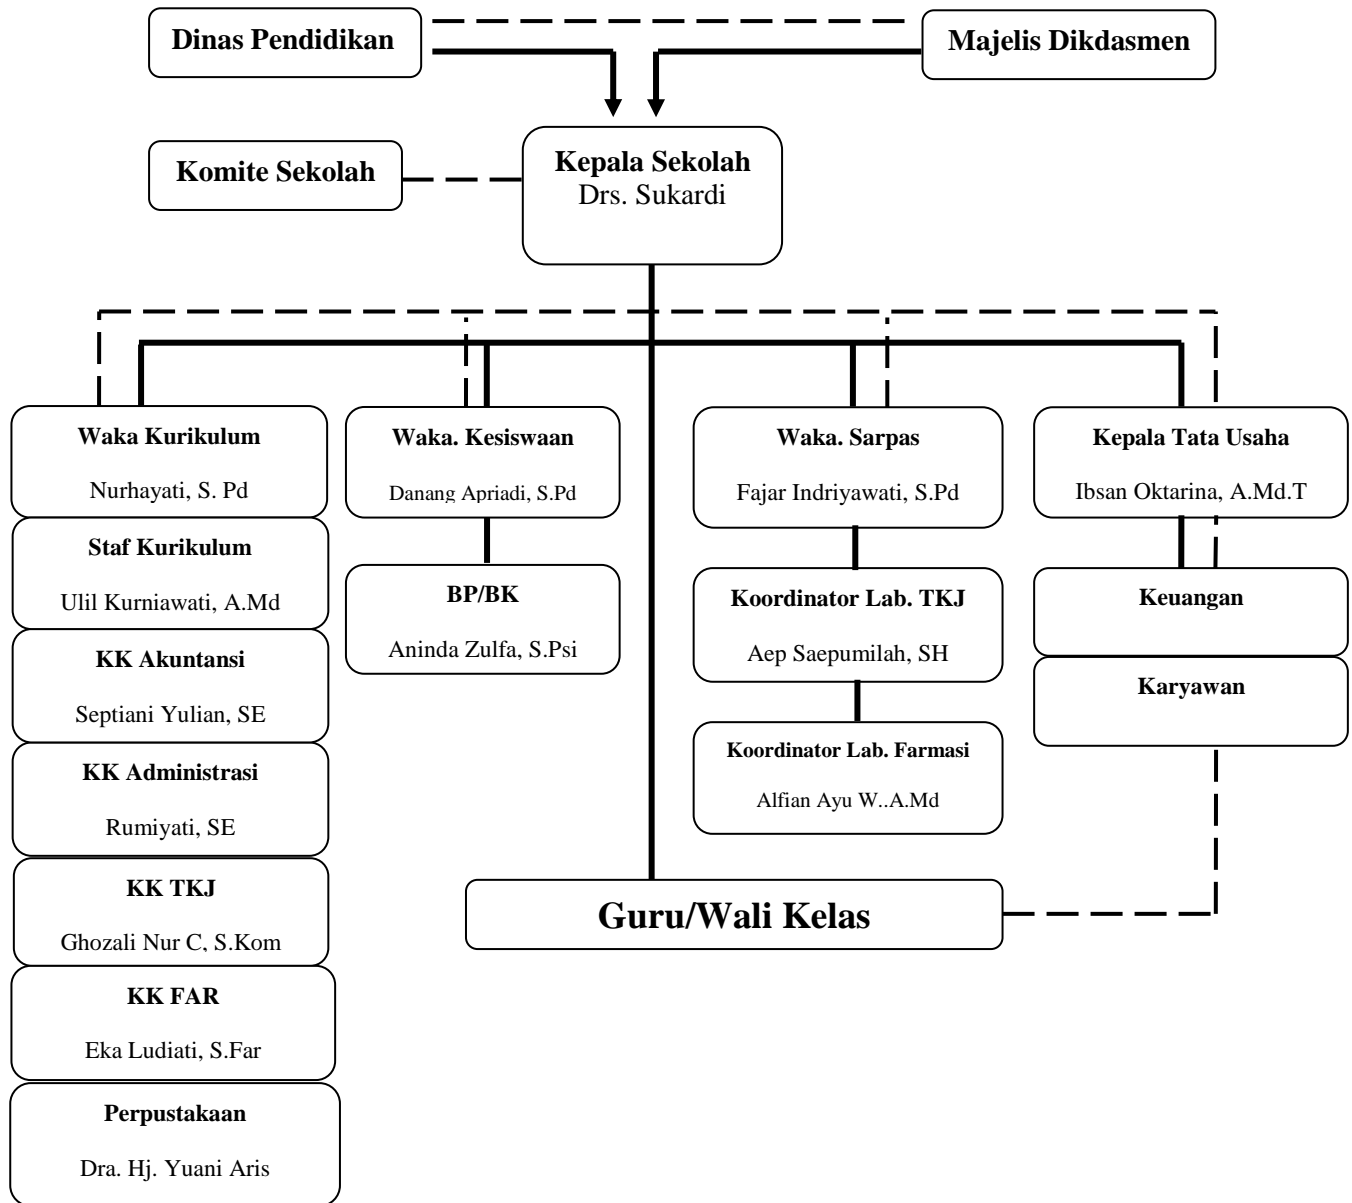 Dinas Pendidikan
Majelis Dikdasmen
Komite Sekolah
Kepala Sekolah
Drs. Sukardi
Waka Kurikulum
Nurhayati, S. Pd
Staf Kurikulum
Ulil Kurniawati, A.Md
KK Akuntansi
Septiani Yulian, SE
KK Administrasi
Rumiyati, SE
KK TKJ
Ghozali Nur C, S.Kom
KK FAR
Eka Ludiati, S.Far
Perpustakaan
Dra. Hj. Yuani Aris
Waka. Kesiswaan
Danang Apriadi, S.Pd
BP/BK
Aninda Zulfa, S.Psi
Waka. Sarpas
Fajar Indriyawati, S.Pd
Koordinator Lab. TKJ
Aep Saepumilah, SH
Koordinator Lab. Farmasi
Alfian Ayu W..A.Md
Kepala Tata Usaha
Ibsan Oktarina, A.Md.T
Keuangan
Karyawan
Guru/Wali Kelas